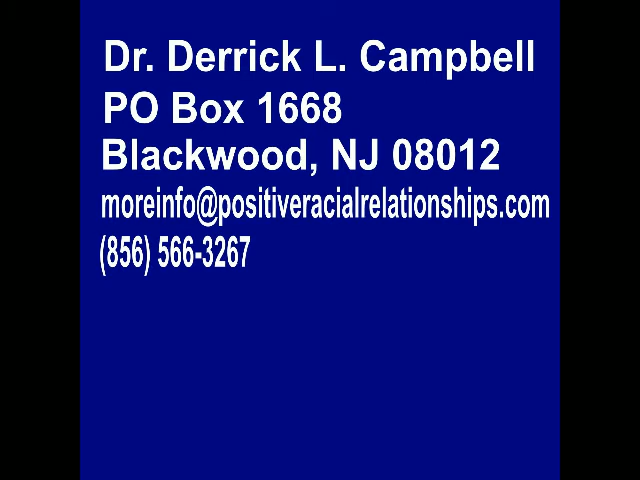 Dr. Derrick L. Campbell
PO Box 1668
Blackwood, NJ 08012
moreinfo@positiveracialrelationships.com
(856) 566-3267